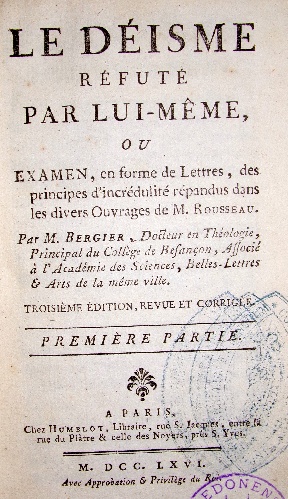 LE DÉISME
RÉFUTÉ
PAR LUI-MÊME,
OU
EXAMEN, en forme de Lettres, des
principes d'incrédulité répandus dans
les divers Ouvrages de M. ROUSSEAU.
Par M. BERGIER, Docteur en Théologie,
Principal du Collège de Besançon, Associé
à l'Académie des Sciences, Belles-Lettres
& Arts de la même ville.
TROISIÈME ÉDITION, REVUE ET CORRIGÉE.
PREMIÈRE PARTIE.
A PARIS,
Chez HUMBLOT, Libraire, rue S. Jacques, entre la
rue du Plâtre & celle des Noyers, près S. Yves.
M. DCC. LXVI.
Avec Approbation & Privilège du Roi.